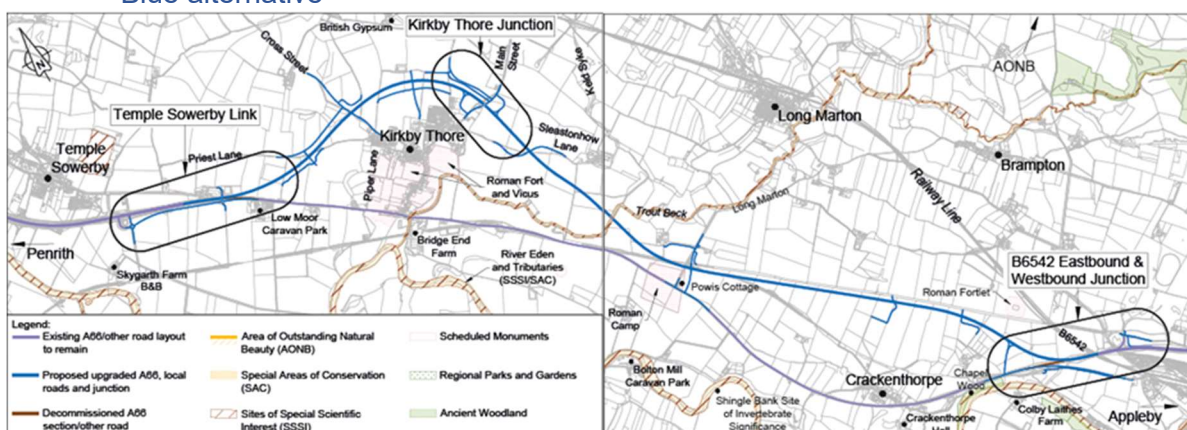 Blue alternative
British Gypsum
Kirkby Thore Junction
Cross Street
Main
Street
Keld Syke
AONB
Temple Sowerby Link
Long Marton
Temple
Sowerby
Priest Lane
Kirkby Thore
Sleastonhow
Lane
Brampton
Piper Lane
Roman Fort
and Vicus
Railway Line
Low Moor
Caravan Park
Trout Beck
Long Marton
Penrith
Bridge End
Farm
River Eden
and Tributaries
(SSSI/SAC)
B6542 Eastbound &
Westbound Junction
Skygarth Farm
B&B
Powis Cottage
Roman Fortlet
Roman
Camp
B6542
Bolton Mill
Caravan Park
Crackenthorpe
Chapel
Wood
Shingle Bank Site
of Invertebrate
Significance
Crackenthorpe
Hall
Colby Laithes
Farm
Appleby
Legend:
Existing A66/other road layout
to remain
Proposed upgraded A66, local
roads and junction
Decommissioned A66
section/other road
Area of Outstanding Natural
Beauty (AONB)
Special Areas of Conservation
(SAC)
Sites of Special Scientific
Interest (SSSI)
Scheduled Monuments
Regional Parks and Gardens
Ancient Woodland